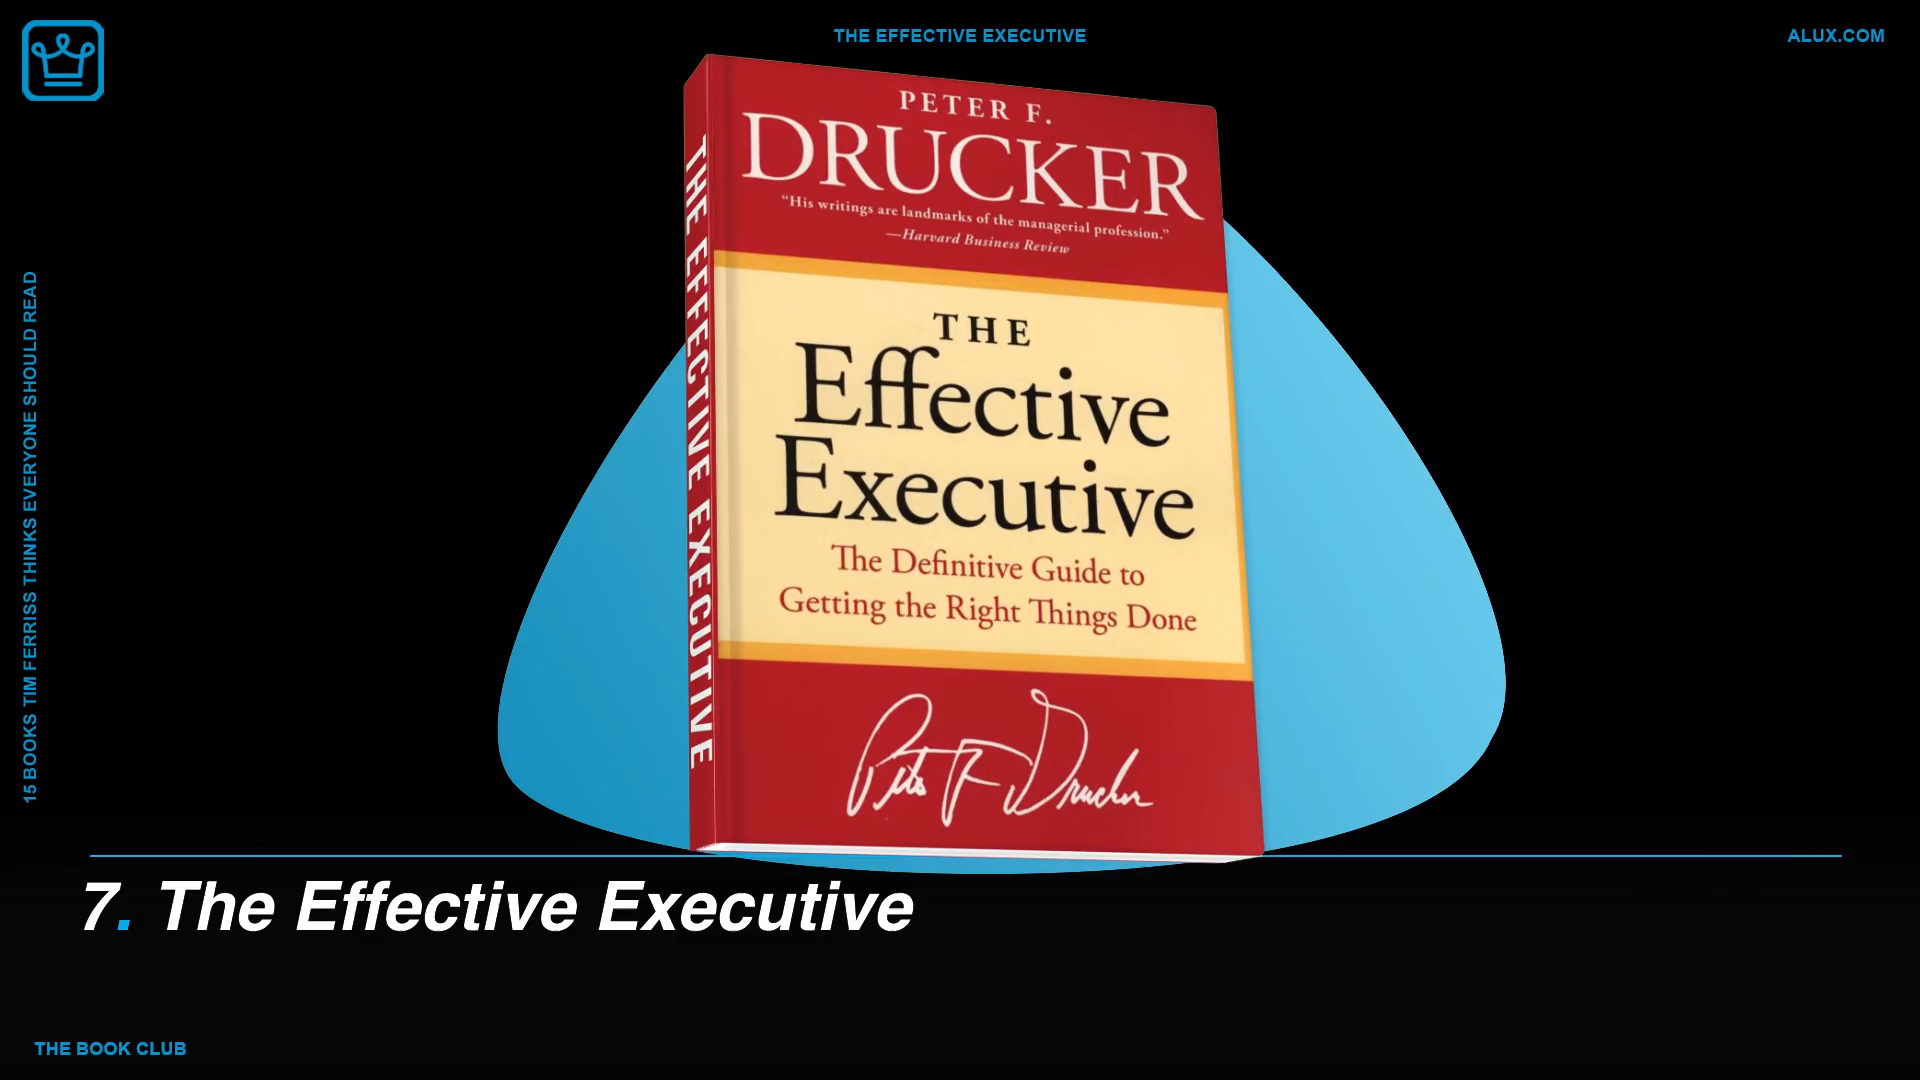 THE EFFECTIVE EXECUTIVE
ALUX.COM
15 BOOKS TIM FERRISS THINKS EVERYONE SHOULD READ
THE EFFECTIVE EXECUTIVE
PETER F.
DRUCKER
“His writings are landmarks of the managerial profession.”
—Harvard Business Review
THE
Effective
Executive
The Definitive Guide to
Getting the Right Things Done
Peter F Drucker
7. The Effective Executive
THE BOOK CLUB